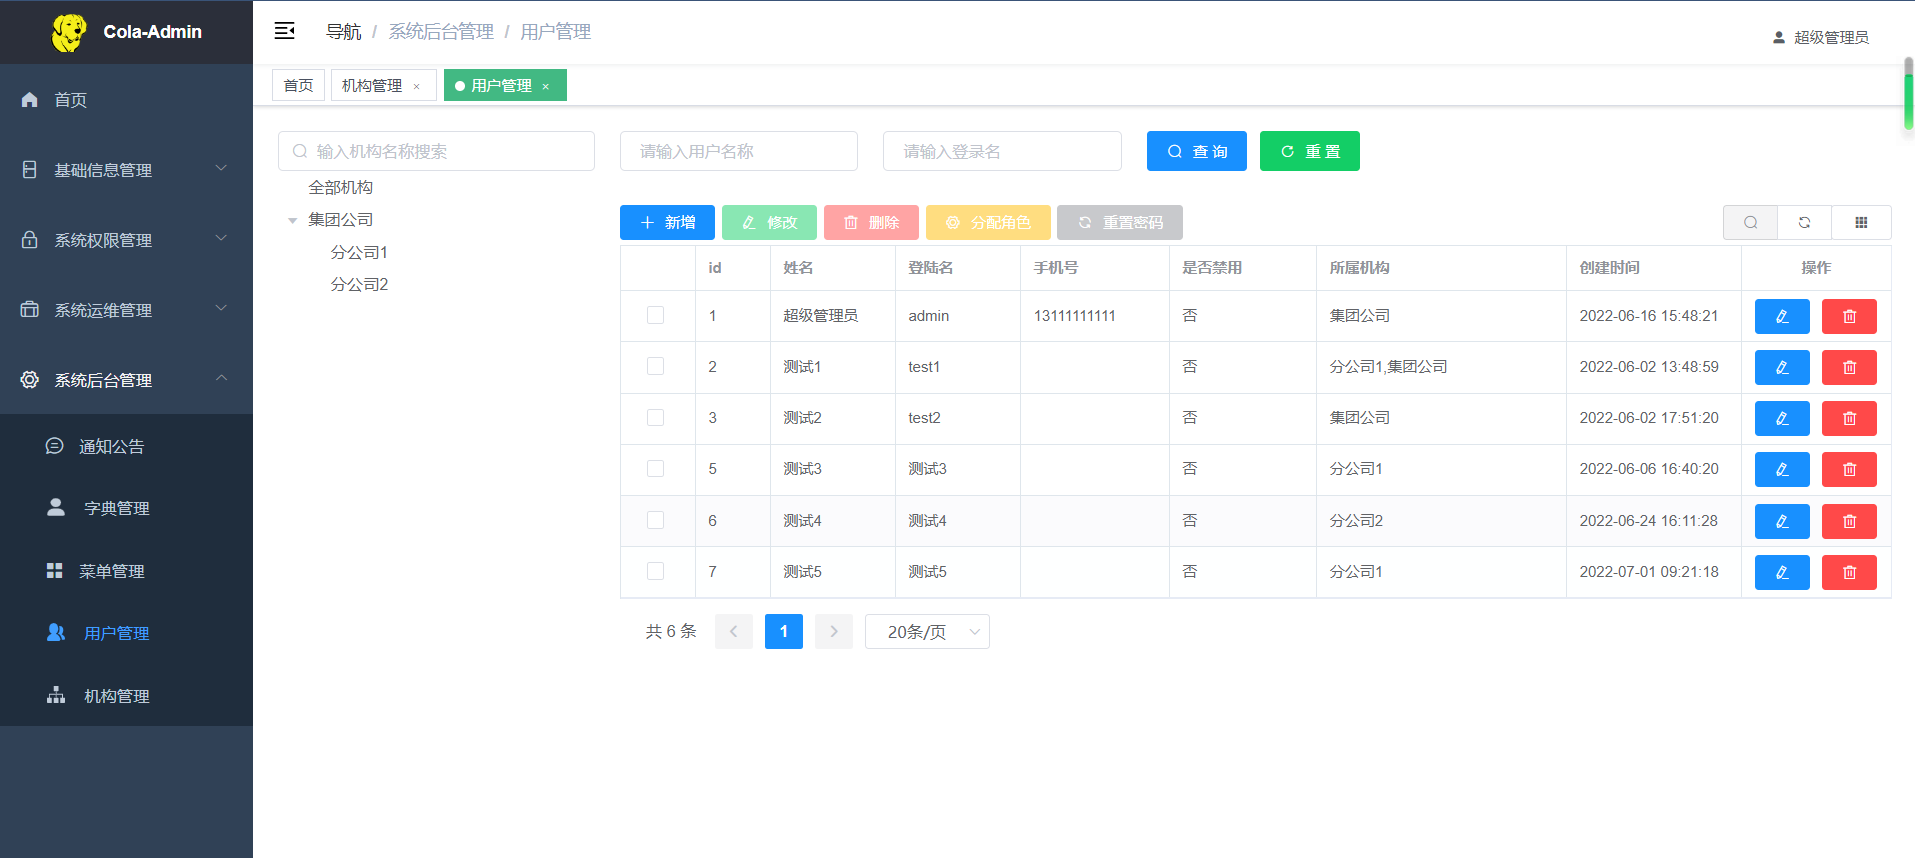 Cola-Admin
导航 / 系统后台管理 / 用户管理
超级管理员
首页
机构管理 ×
用户管理 ×
首页
基础信息管理
系统权限管理
系统运维管理
系统后台管理
通知公告
字典管理
菜单管理
用户管理
机构管理
输入机构名称搜索
全部机构
集团公司
分公司1
分公司2
请输入用户名称
请输入登录名
查 询
重 置
新增
修改
删除
分配角色
重置密码
id 姓名 登陆名 手机号 是否禁用 所属机构 创建时间 操作
1 超级管理员 admin 13111111111 否 集团公司 2022-06-16 15:48:21
2 测试1 test1 否 分公司1,集团公司 2022-06-02 13:48:59
3 测试2 test2 否 集团公司 2022-06-02 17:51:20
5 测试3 测试3 否 分公司1 2022-06-06 16:40:20
6 测试4 测试4 否 分公司2 2022-06-24 16:11:28
7 测试5 测试5 否 分公司1 2022-07-01 09:21:18
共 6 条
1
20条/页